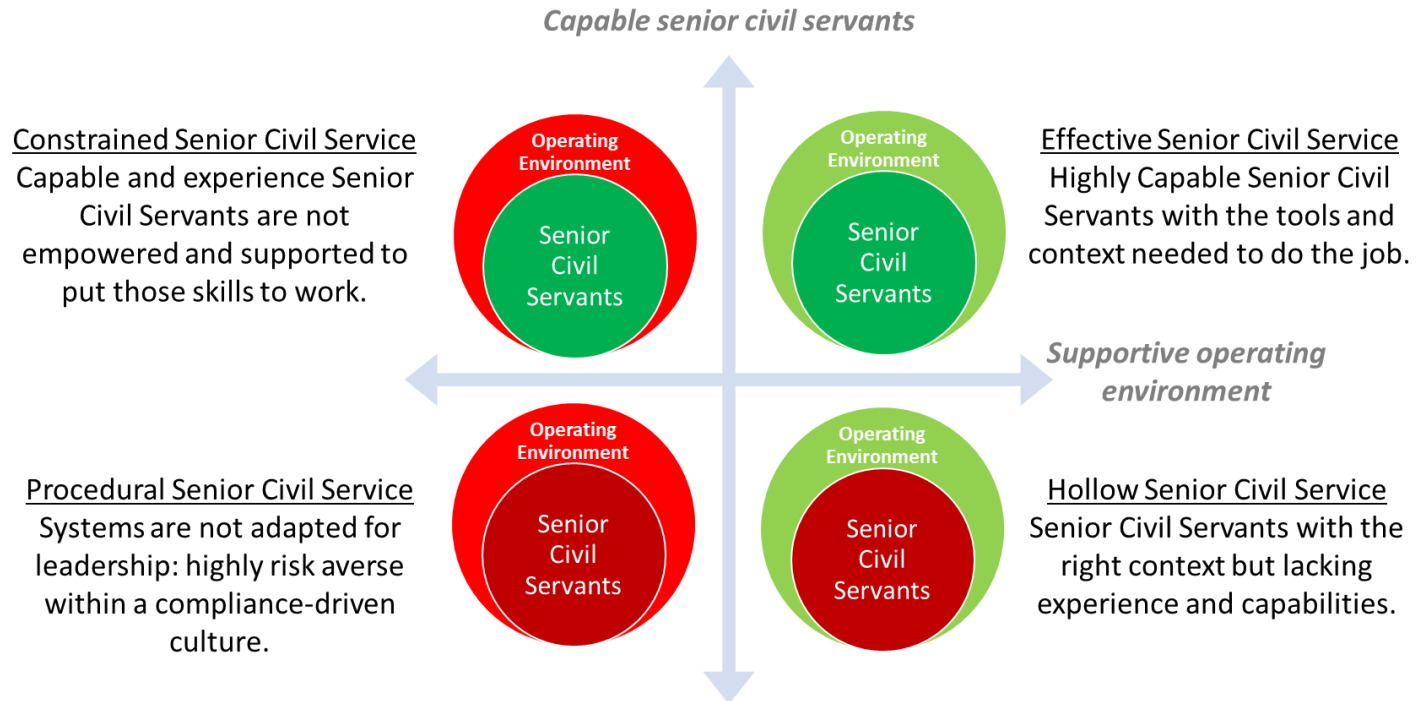 Capable senior civil servants
Constrained Senior Civil Service
Capable and experience Senior
Civil Servants are not
empowered and supported to
put those skills to work.
Operating
Environment
Senior
Civil
Servants
Operating
Environment
Senior
Civil
Servants
Effective Senior Civil Service
Highly Capable Senior Civil
Servants with the tools and
context needed to do the job.
Supportive operating
environment
Procedural Senior Civil Service
Systems are not adapted for
leadership: highly risk averse
within a compliance-driven
culture.
Operating
Environment
Senior
Civil
Servants
Operating
Environment
Senior
Civil
Servants
Hollow Senior Civil Service
Senior Civil Servants with the
right context but lacking
experience and capabilities.